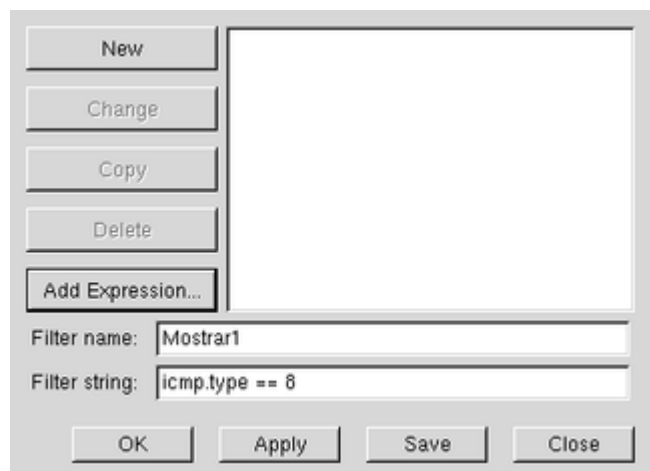 New
Change
Copy
Delete
Add Expression...
Filter name: Mostrar1
Filter string: icmp.type == 8
OK Apply Save Close